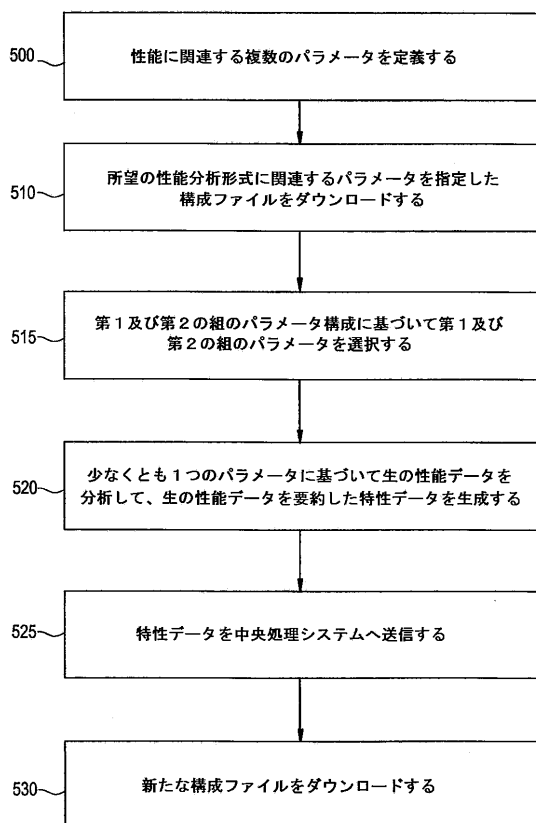 500
性能に関連する複数のパラメータを定義する
510
所望の性能分析形式に関連するパラメータを指定した
構成ファイルをダウンロードする
515
第1及び第2の組のパラメータ構成に基づいて第1及び
第2の組のパラメータを選択する
520
少なくとも1つのパラメータに基づいて生の性能データを
分析して、生の性能データを要約した特性データを生成する
525
特性データを中央処理システムへ送信する
530
新たな構成ファイルをダウンロードする